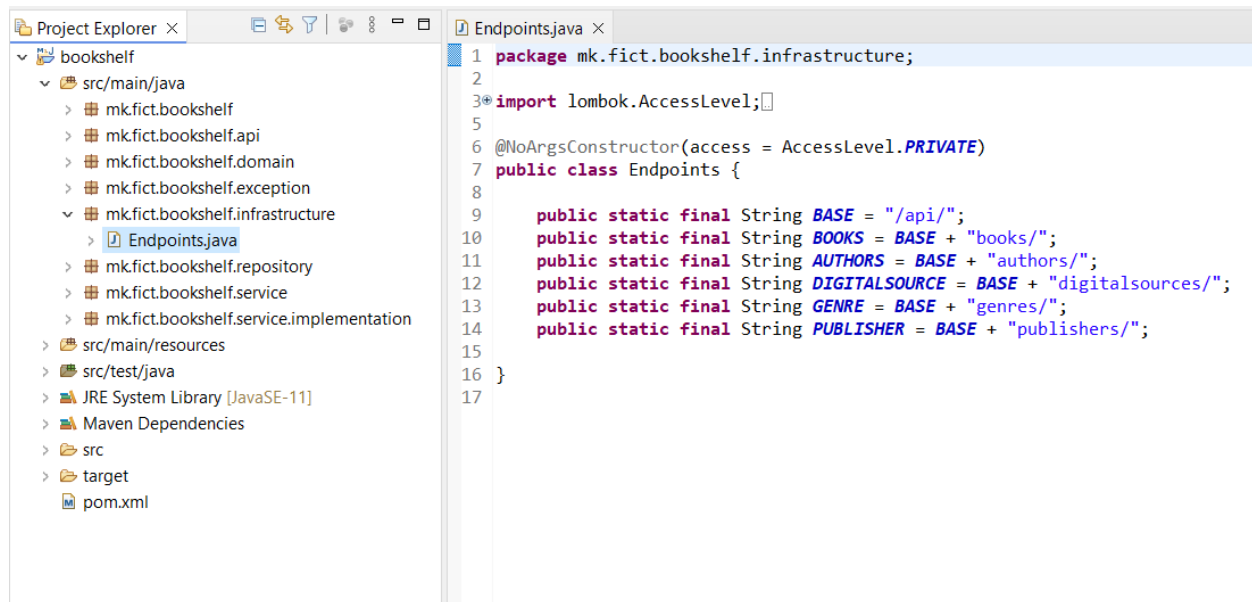 Project Explorer
bookshelf
src/main/java
mk.fict.bookshelf
mk.fict.bookshelf.api
mk.fict.bookshelf.domain
mk.fict.bookshelf.exception
mk.fict.bookshelf.infrastructure
Endpoints.java
mk.fict.bookshelf.repository
mk.fict.bookshelf.service
mk.fict.bookshelf.service.implementation
src/main/resources
src/test/java
JRE System Library [JavaSE-11]
Maven Dependencies
src
target
pom.xml
Endpoints.java
1 package mk.fict.bookshelf.infrastructure;
2
3 import lombok.AccessLevel;
5
6 @NoArgsConstructor(access = AccessLevel.PRIVATE)
7 public class Endpoints {
8
9 public static final String BASE = "/api/";
10 public static final String BOOKS = BASE + "books/";
11 public static final String AUTHORS = BASE + "authors/";
12 public static final String DIGITALSOURCE = BASE + "digitalsources/";
13 public static final String GENRE = BASE + "genres/";
14 public static final String PUBLISHER = BASE + "publishers/";
15
16 }
17